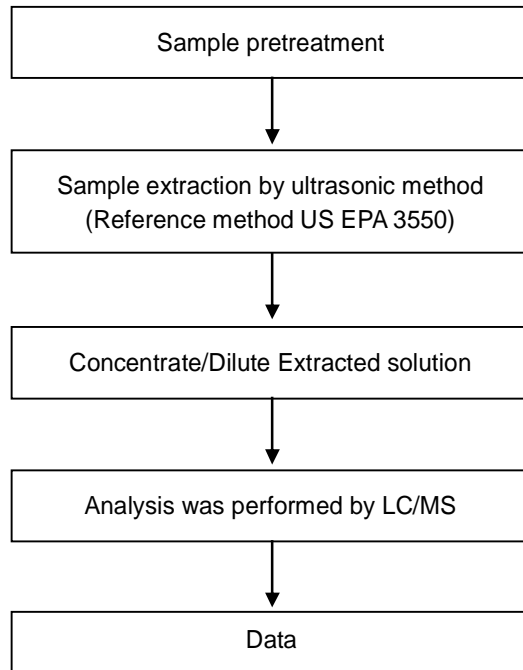 Sample pretreatment
Sample extraction by ultrasonic method
(Reference method US EPA 3550)
Concentrate/Dilute Extracted solution
Analysis was performed by LC/MS
Data